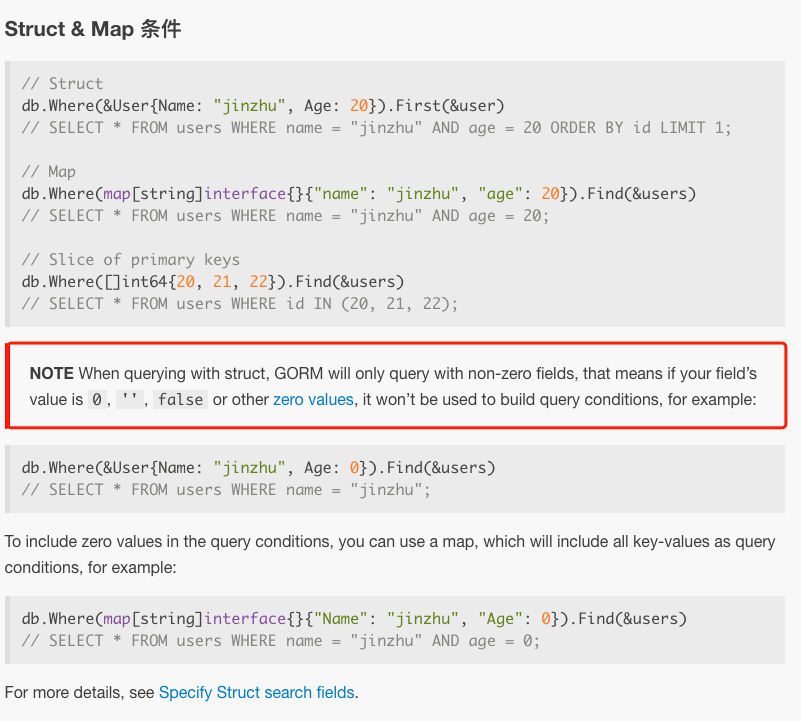 Struct & Map 条件
// Struct
db.Where(&User{Name: "jinzhu", Age: 20}).First(&user)
// SELECT * FROM users WHERE name = "jinzhu" AND age = 20 ORDER BY id LIMIT 1;
// Map
db.Where(map[string]interface{}{"name": "jinzhu", "age": 20}).Find(&users)
// SELECT * FROM users WHERE name = "jinzhu" AND age = 20;
// Slice of primary keys
db.Where([]int64{20, 21, 22}).Find(&users)
// SELECT * FROM users WHERE id IN (20, 21, 22);
NOTE When querying with struct, GORM will only query with non-zero fields, that means if your field’s
value is 0, '', false or other zero values, it won’t be used to build query conditions, for example:
db.Where(&User{Name: "jinzhu", Age: 0}).Find(&users)
// SELECT * FROM users WHERE name = "jinzhu";
To include zero values in the query conditions, you can use a map, which will include all key-values as query
conditions, for example:
db.Where(map[string]interface{}{"Name": "jinzhu", "Age": 0}).Find(&users)
// SELECT * FROM users WHERE name = "jinzhu" AND age = 0;
For more details, see Specify Struct search fields.